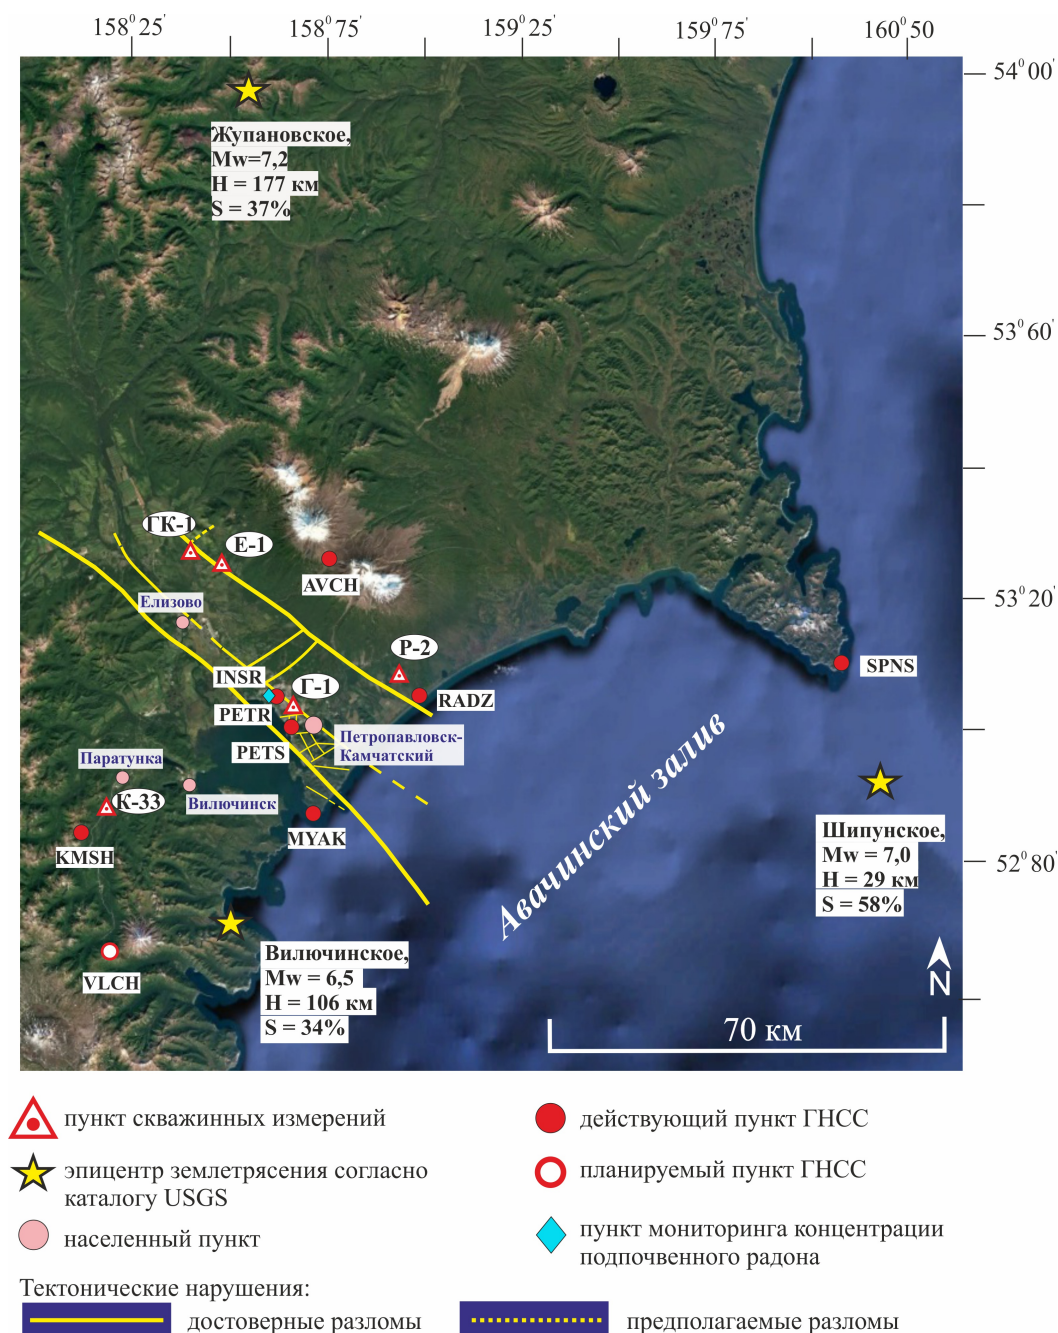 158⁰25'
158⁰75'
159⁰25'
159⁰75'
160⁰50'
54⁰00'
Жупановское,
Mw=7,2
H = 177 км
S = 37%
53⁰60'
ГК-1
Е-1
AVCH
Елизово
53⁰20'
Р-2
SPNS
INSR
Г-1
RADZ
PETR
PETS
Петропавловск-
Камчатский
Авачинский залив
Паратунка
Вилючинск
К-33
MYAK
KMSH
Шипунское,
Mw = 7,0
H = 29 км
S = 58%
52⁰80'
Вилючинское,
Mw = 6,5
H = 106 км
S = 34%
VLCH
N
70 км
пункт скважинных измерений
действующий пункт ГНСС
эпицентр землетрясения согласно
каталогу USGS
планируемый пункт ГНСС
населенный пункт
пункт мониторинга концентрации
подпочвенного радона
Тектонические нарушения:
достоверные разломы
предполагаемые разломы